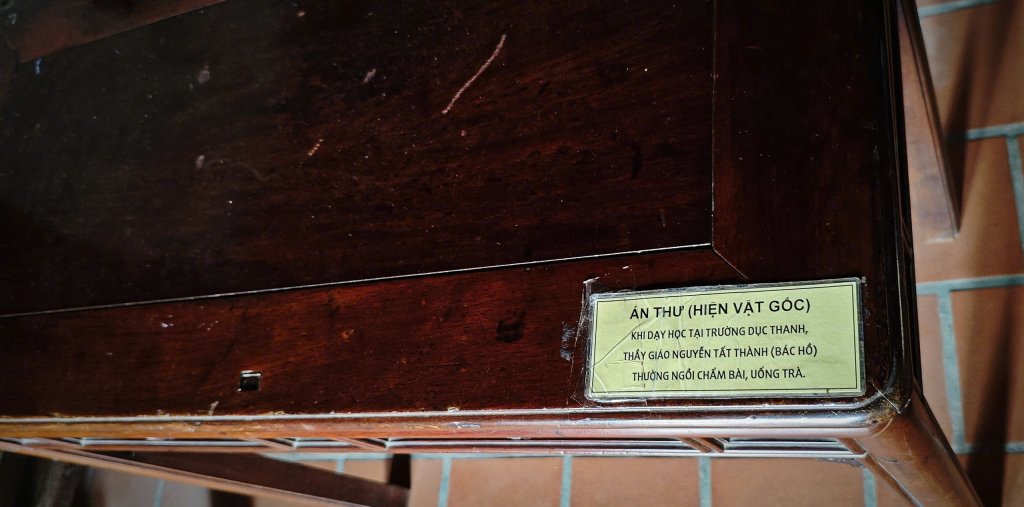 ÁN THƯ (HIỆN VẬT GỐC)
KHI DẠY HỌC TẠI TRƯỜNG DỤC THANH,
THẦY GIÁO NGUYỄN TẤT THÀNH (BÁC HỒ)
THƯỜNG NGỒI CHẤM BÀI, UỐNG TRÀ.